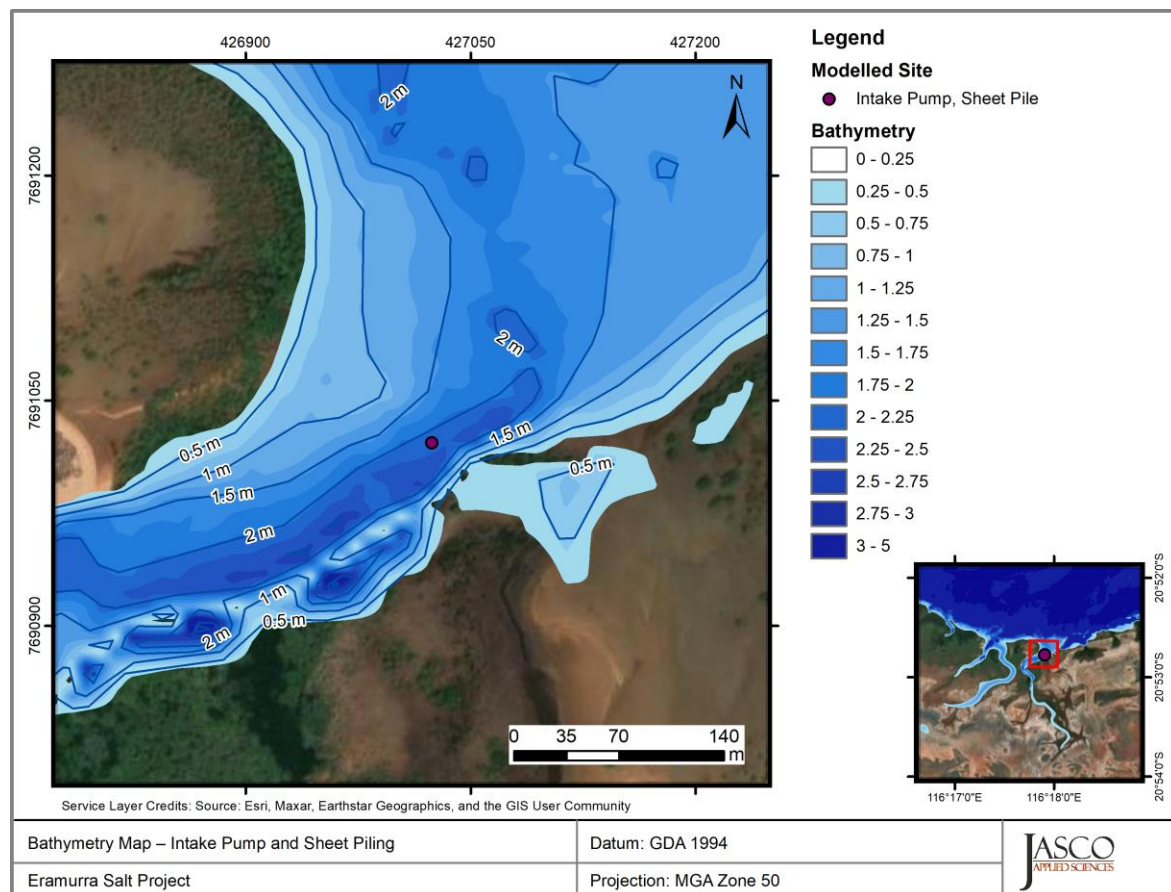 426900
427050
427200
7691200
7691050
7690900
N
2 m
2 m
0.5 m
1 m
1.5 m
1.5 m
0.5 m
2 m
1 m
0.5 m
2 m
0 35 70 140
m
Service Layer Credits: Source: Esri, Maxar, Earthstar Geographics, and the GIS User Community
Legend
Modelled Site
Intake Pump, Sheet Pile
Bathymetry
0 - 0.25
0.25 - 0.5
0.5 - 0.75
0.75 - 1
1 - 1.25
1.25 - 1.5
1.5 - 1.75
1.75 - 2
2 - 2.25
2.25 - 2.5
2.5 - 2.75
2.75 - 3
3 - 5
20°52'0"S
20°53'0"S
20°54'0"S
116°17'0"E
116°18'0"E
Bathymetry Map – Intake Pump and Sheet Piling
Datum: GDA 1994
Eramurra Salt Project
Projection: MGA Zone 50
JASCO
APPLIED SCIENCES